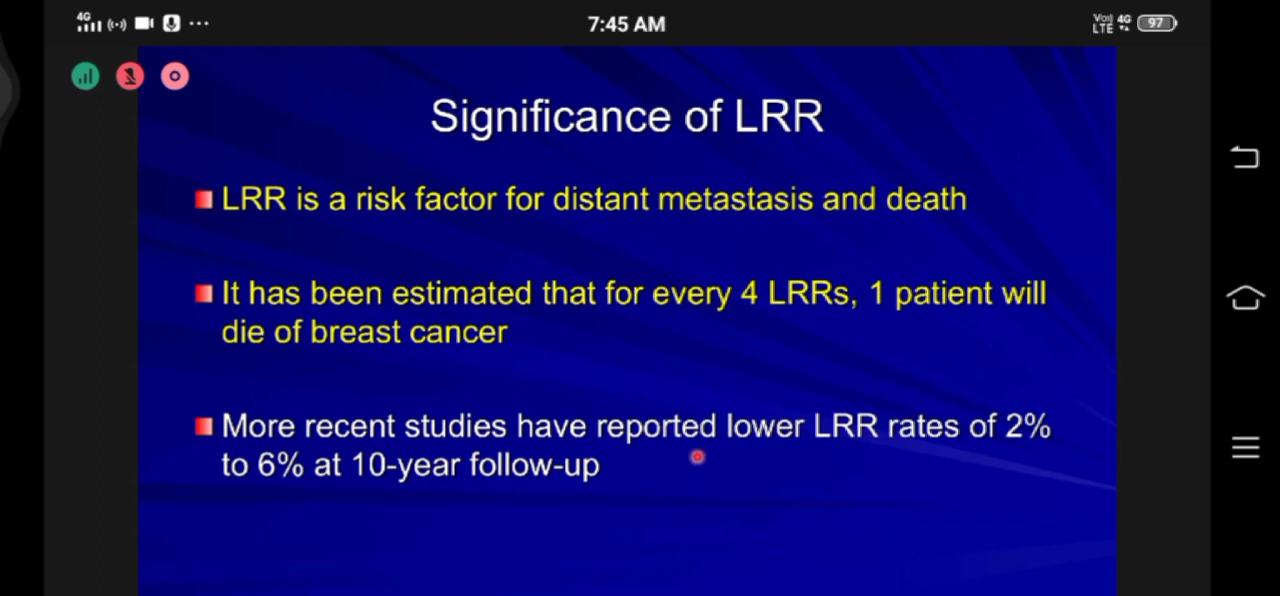 4G
7:45 AM
Vo))
LTE
4G
97
Significance of LRR
LRR is a risk factor for distant metastasis and death
It has been estimated that for every 4 LRRs, 1 patient will
die of breast cancer
More recent studies have reported lower LRR rates of 2%
to 6% at 10-year follow-up